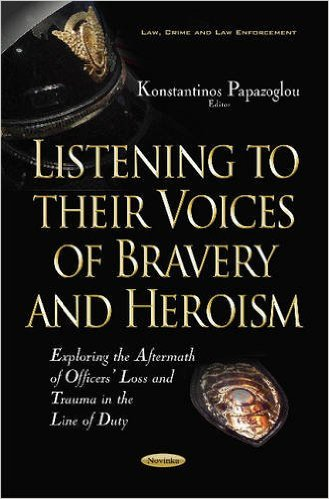 Law, Crime and Law Enforcement
Konstantinos Papazoglou
Editor
Listening to
their Voices
of Bravery
and Heroism
Exploring the Aftermath
of Officers' Loss and
Trauma in the
Line of Duty
Novinka